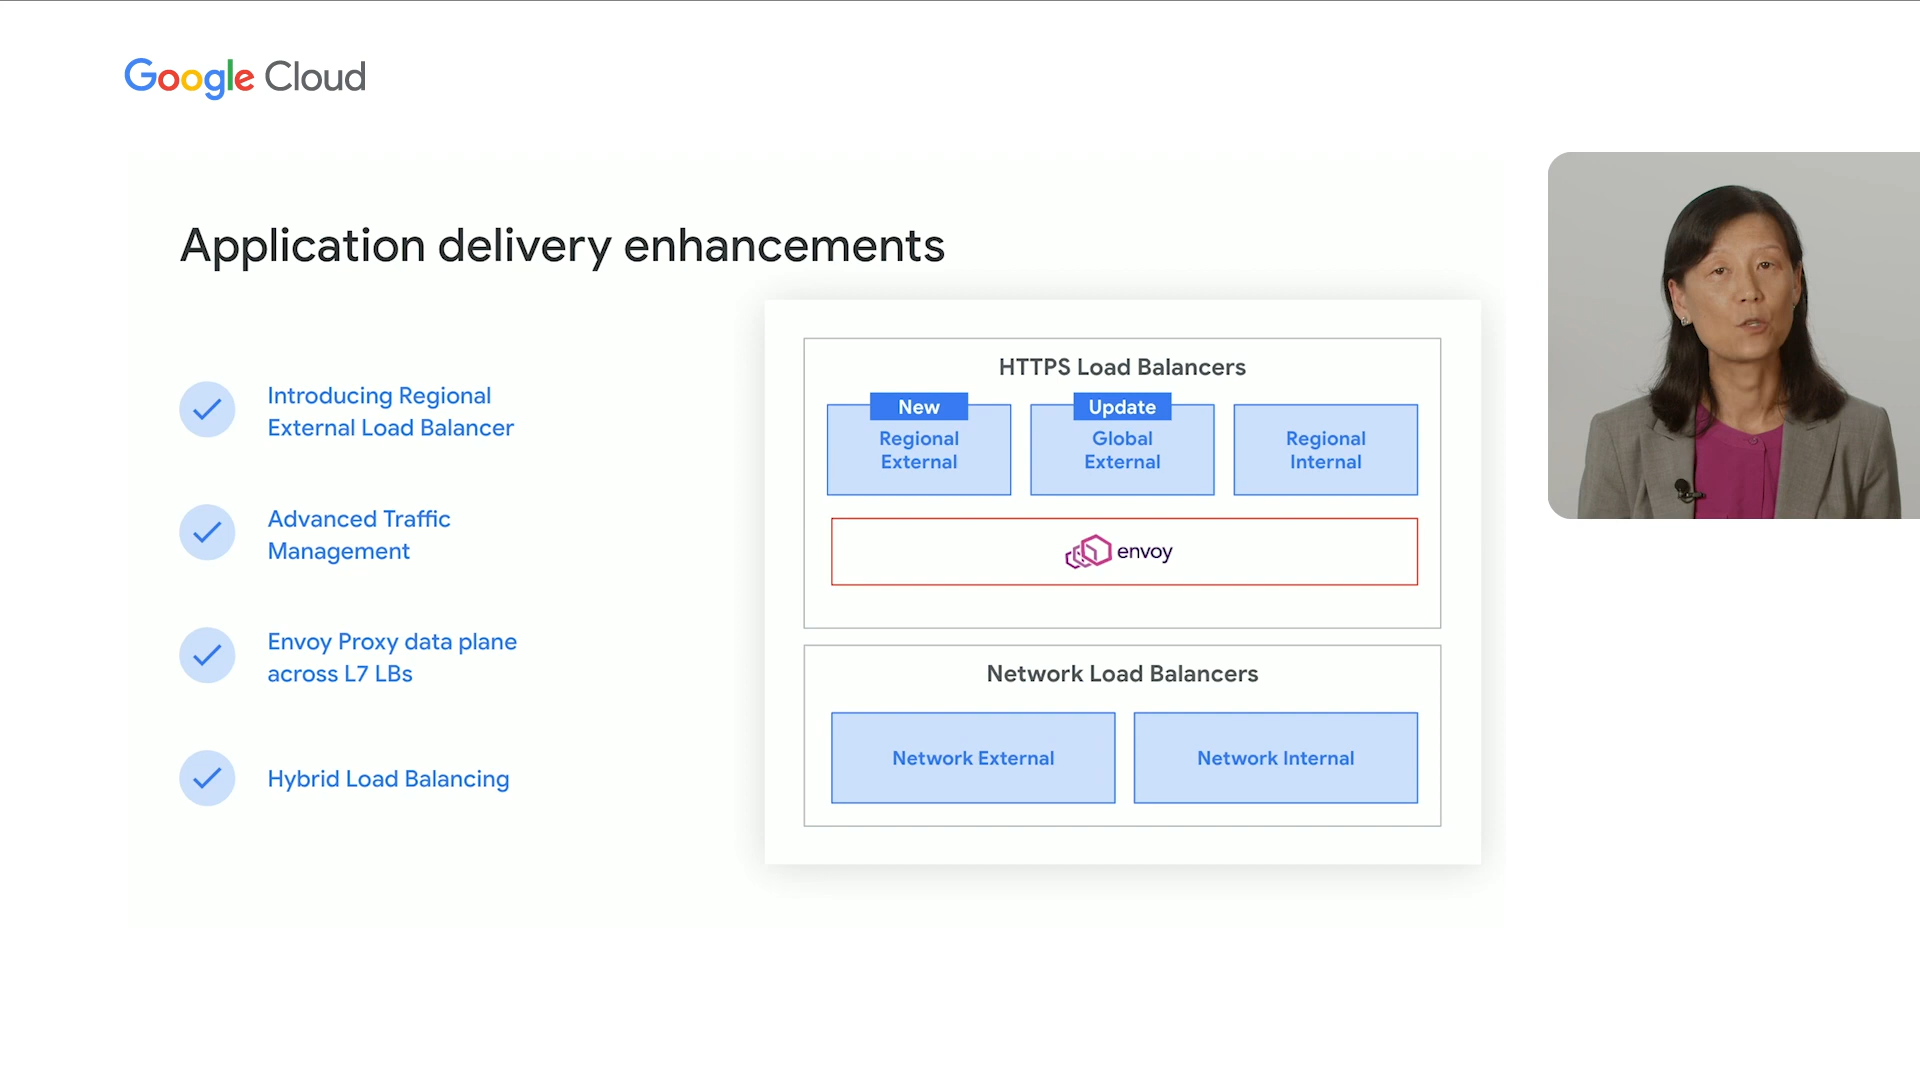 Google Cloud
Application delivery enhancements
Introducing Regional
External Load Balancer
Advanced Traffic
Management
Envoy Proxy data plane
across L7 LBs
Hybrid Load Balancing
HTTPS Load Balancers
New
Regional
External
Update
Global
External
Regional
Internal
envoy
Network Load Balancers
Network External
Network Internal